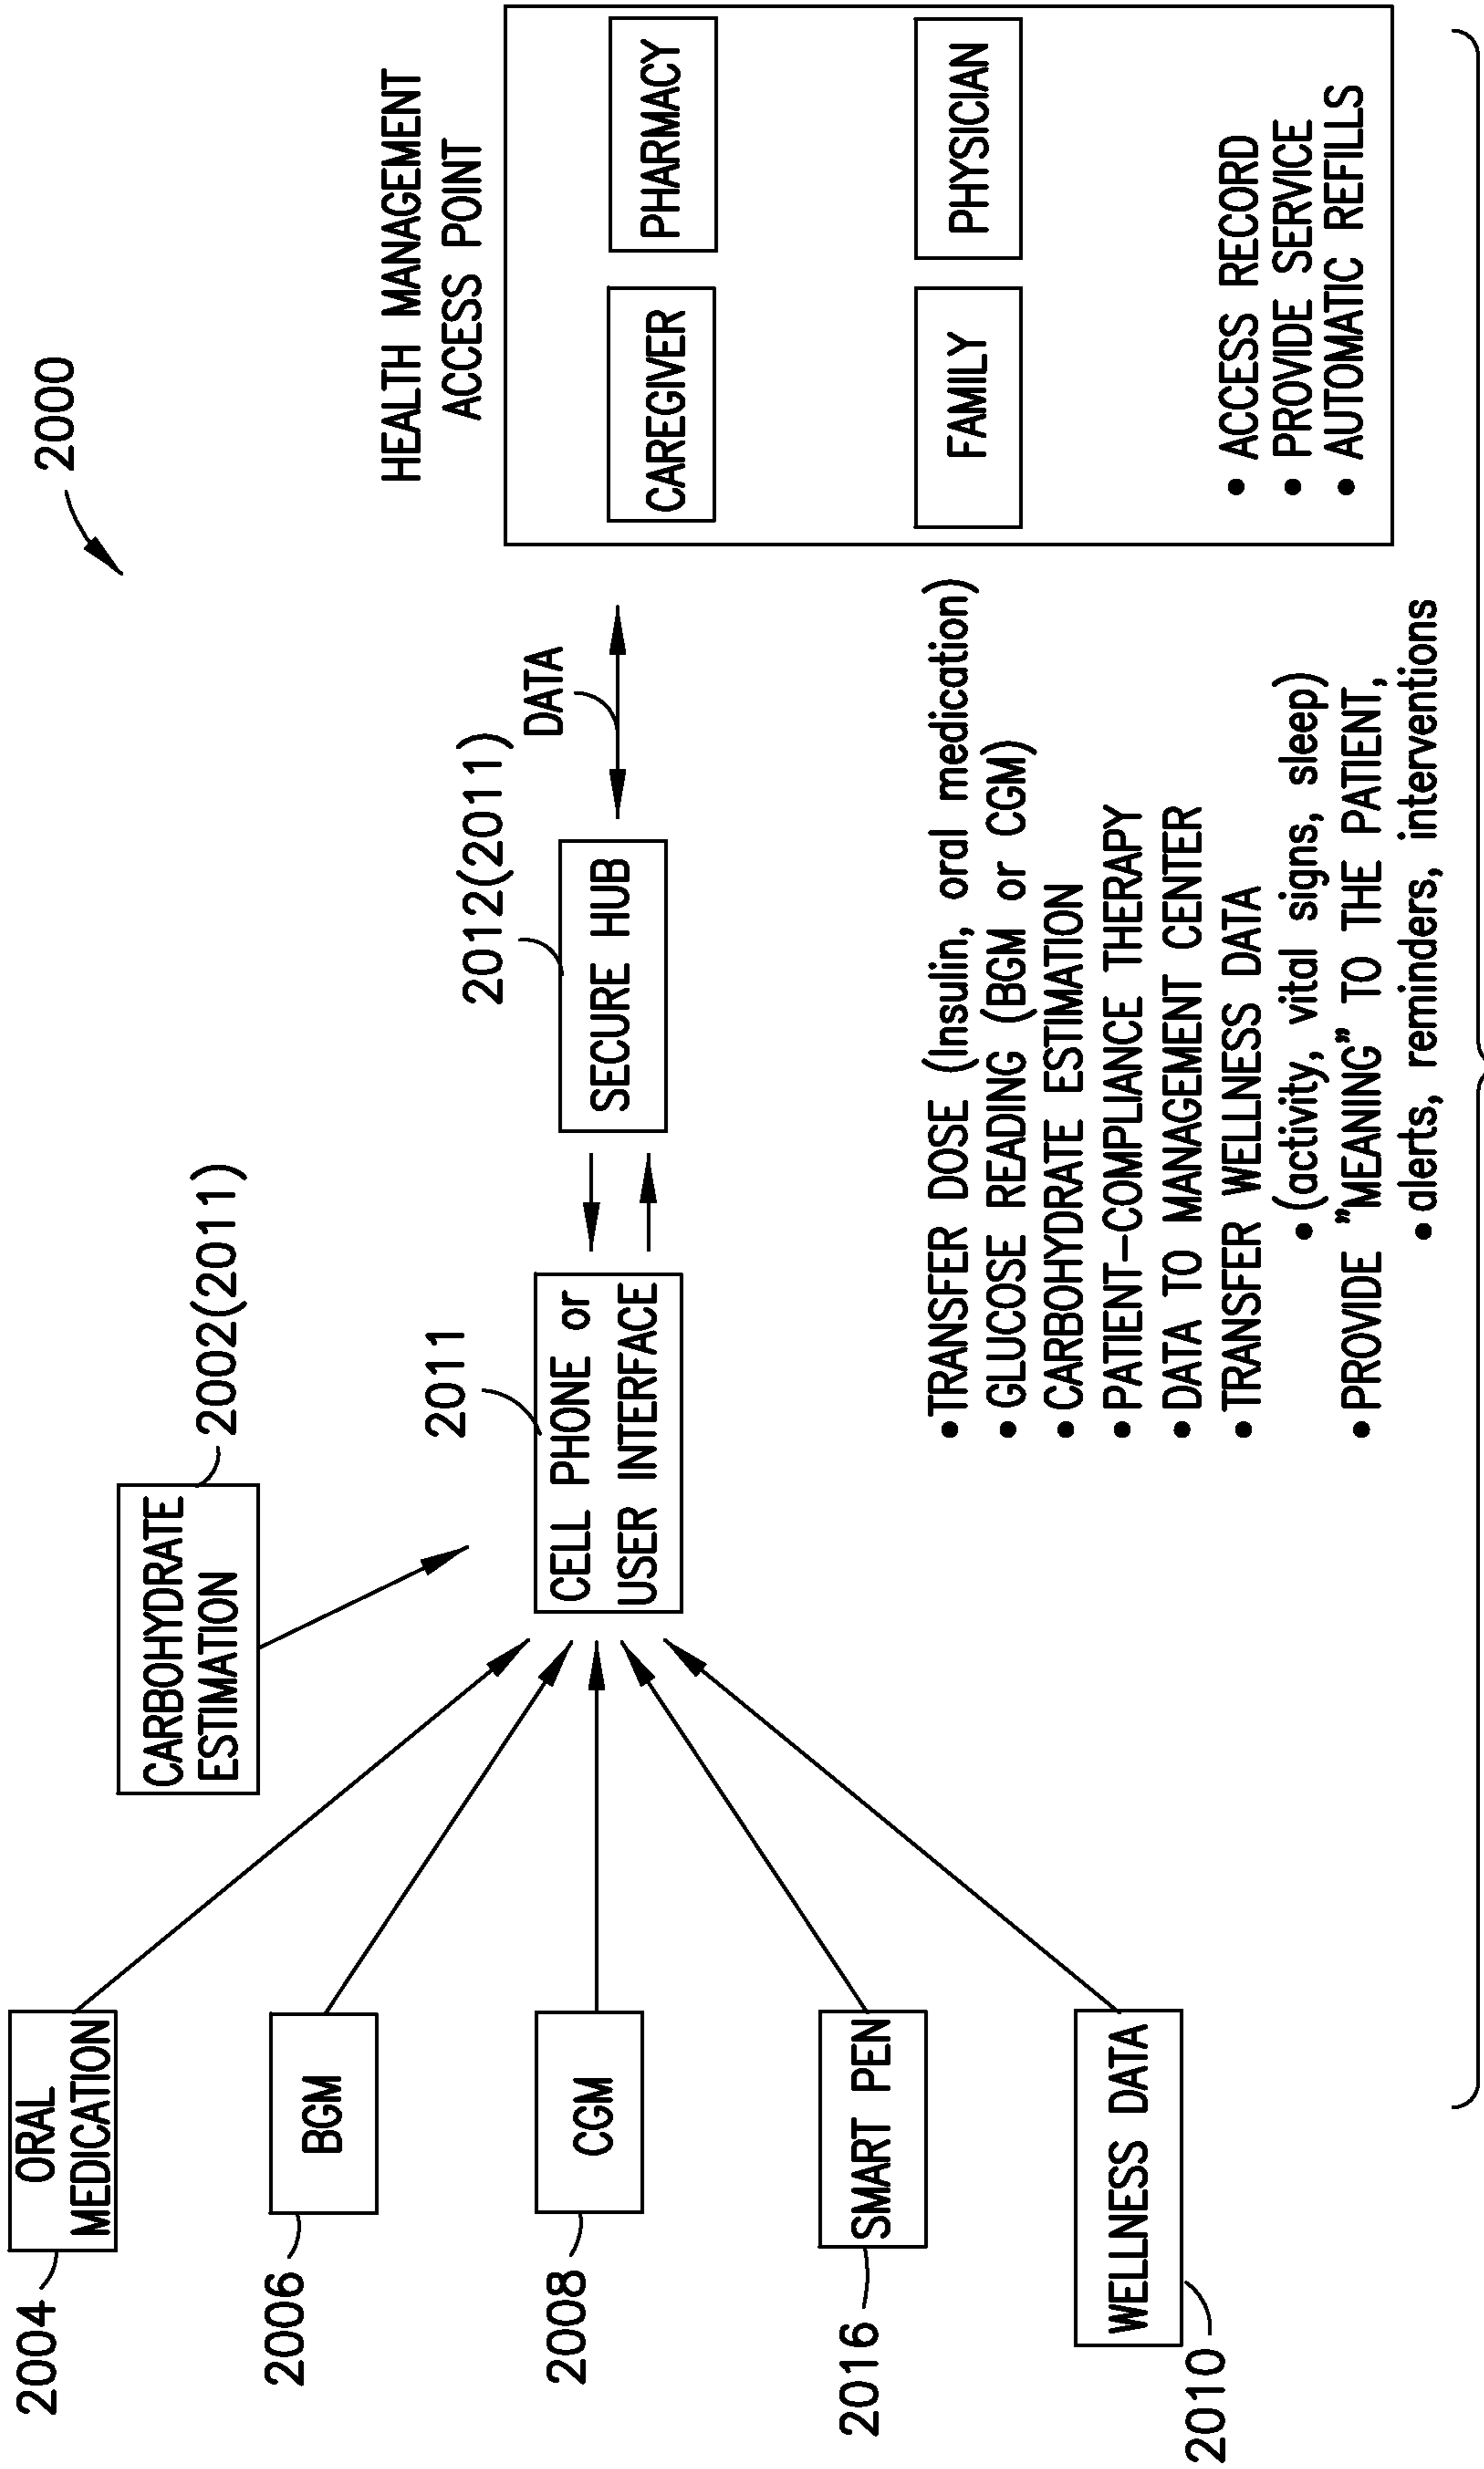 2000
2004
ORAL
MEDICATION
CARBOHYDRATE
ESTIMATION
2002(2011)
2006
BGM
2008
CGM
2016
SMART PEN
2010
WELLNESS DATA
2011
CELL PHONE or
USER INTERFACE
2012(2011)
SECURE HUB
DATA
HEALTH MANAGEMENT
ACCESS POINT
CAREGIVER
PHARMACY
FAMILY
PHYSICIAN
• ACCESS RECORD
• PROVIDE SERVICE
• AUTOMATIC REFILLS
• TRANSFER DOSE (Insulin, oral medication)
• GLUCOSE READING (BGM or CGM)
• CARBOHYDRATE ESTIMATION
• PATIENT-COMPLIANCE THERAPY
• DATA TO MANAGEMENT CENTER
• TRANSFER WELLNESS DATA
• (activity, vital signs, sleep)
• PROVIDE "MEANING" TO THE PATIENT,
• alerts, reminders, interventions